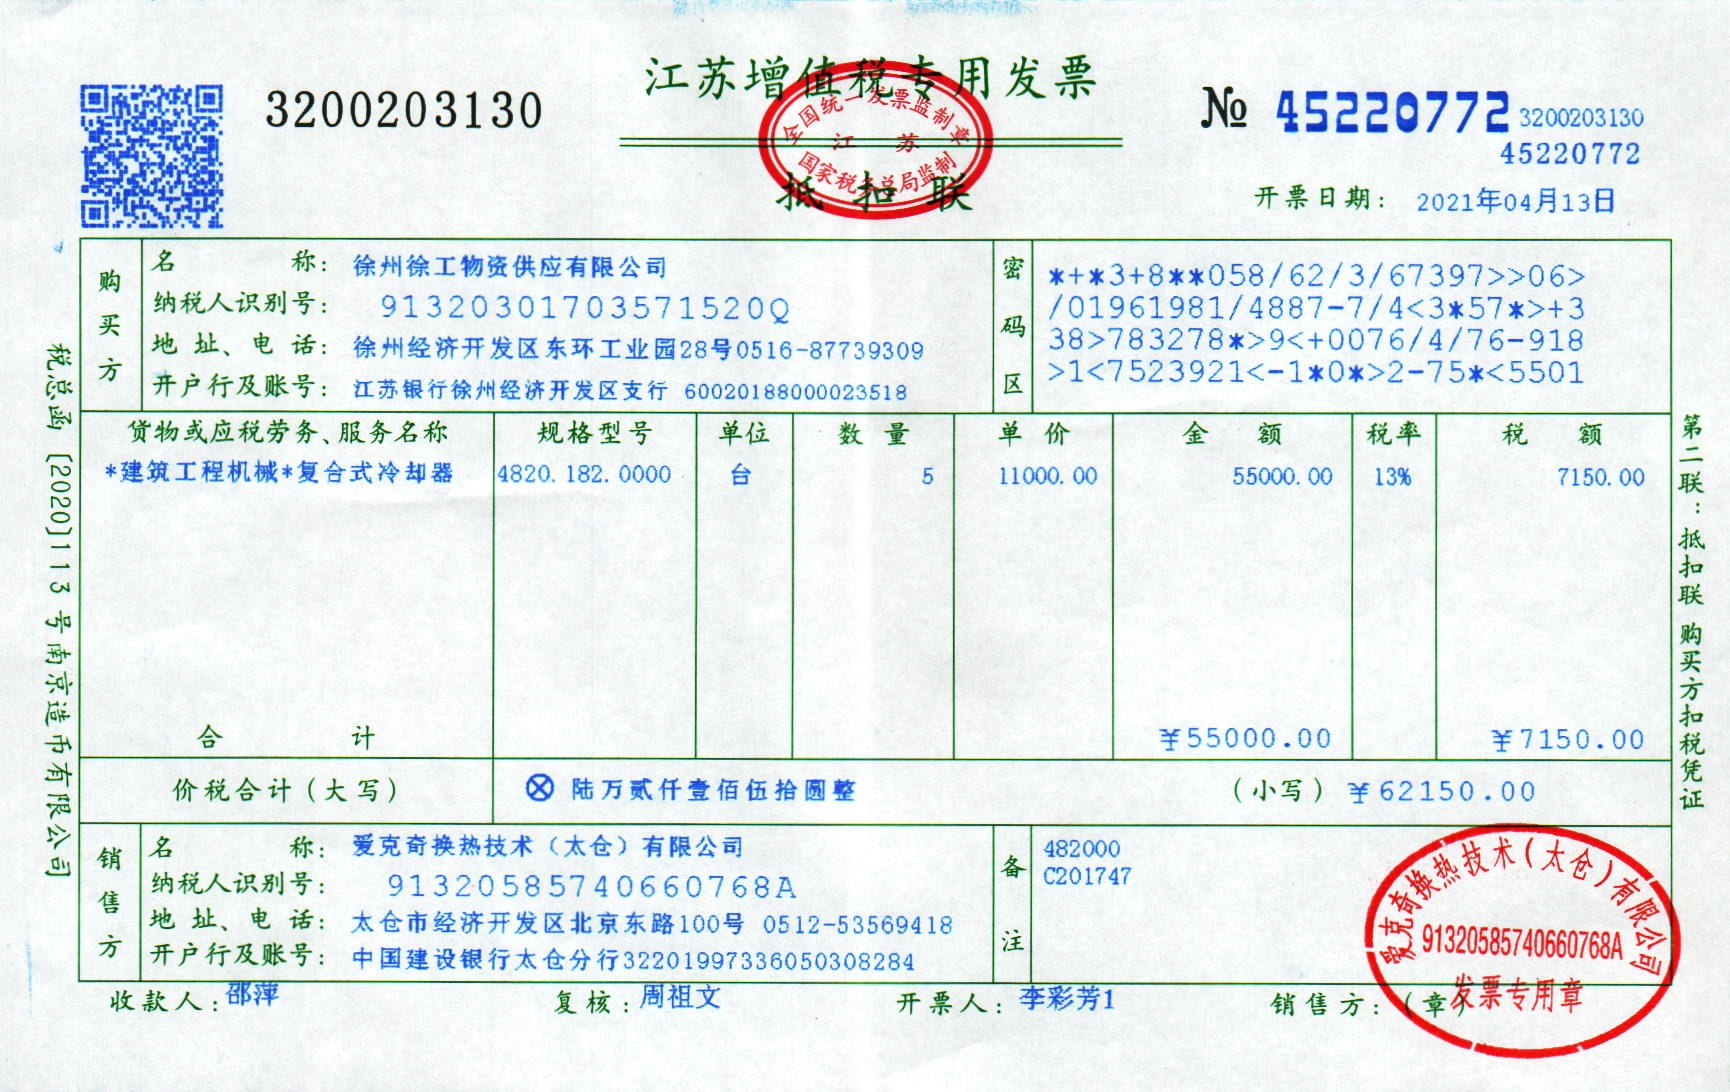 江苏增值税专用发票
3200203130
№ 45220772
3200203130
45220772
全国统一发票监制章
江 苏
国家税务总局监制
抵扣联
开票日期: 2021年04月13日
购买方
名 称: 徐州徐工物资供应有限公司
纳税人识别号: 91320301703571520Q
地 址、电 话: 徐州经济开发区东环工业园28号0516-87739309
开户行及账号: 江苏银行徐州经济开发区支行 60020188000023518
密码区
*+*3+8**058/62/3/67397>>06>
/01961981/4887-7/4<3*57*>+3
38>783278*>9<+0076/4/76-918
>1<7523921<-1*0*>2-75*<5501
货物或应税劳务、服务名称 规格型号 单位 数 量 单 价 金 额 税率 税 额
*建筑工程机械*复合式冷却器 4820.182.0000 台 5 11000.00 55000.00 13% 7150.00
合 计 ¥55000.00 ¥7150.00
价税合计(大写) ⊗ 陆万贰仟壹佰伍拾圆整 (小写) ¥62150.00
销售方
名 称: 爱克奇换热技术(太仓)有限公司
纳税人识别号: 91320585740660768A
地 址、电 话: 太仓市经济开发区北京东路100号 0512-53569418
开户行及账号: 中国建设银行太仓分行32201997336050308284
备注
482000
C201747
收款人: 邵萍 复核: 周祖文 开票人: 李彩芳1 销售方:(章)
爱克奇换热技术(太仓)有限公司
91320585740660768A
发票专用章
税总函[2020]113号南京造币有限公司
第二联:抵扣联 购买方扣税凭证